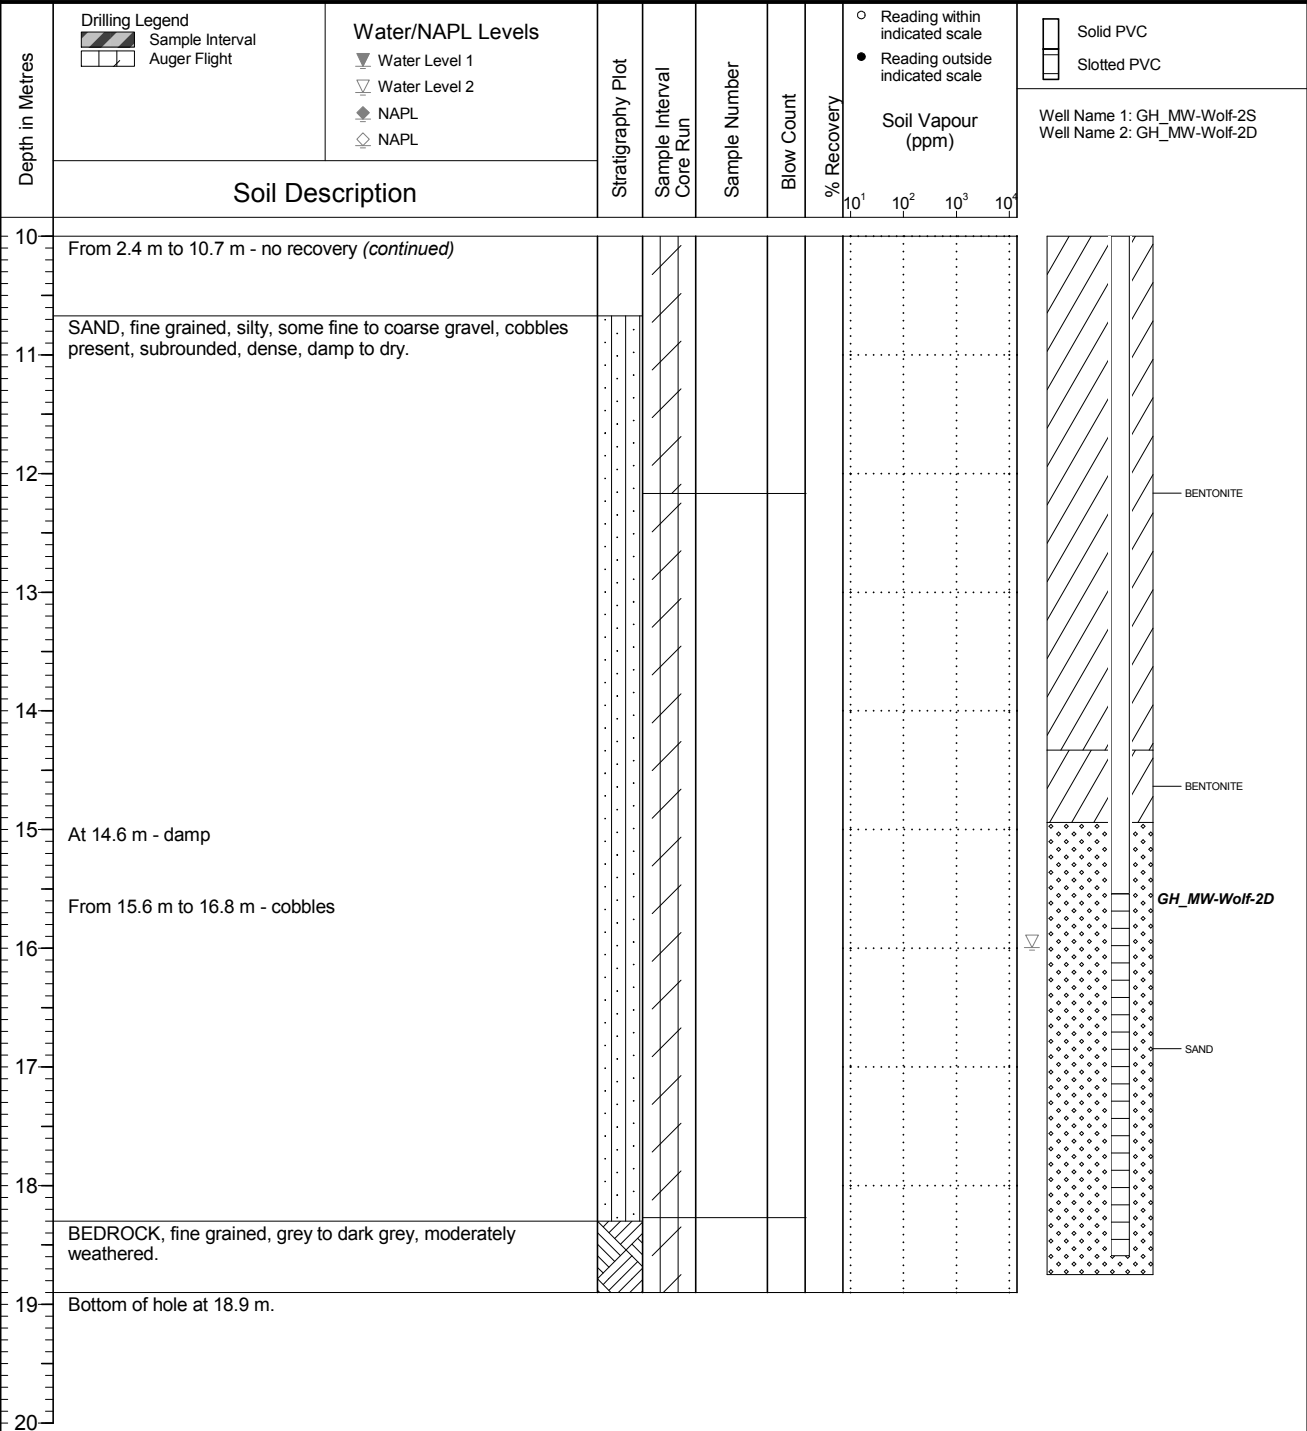 Depth in Metres
Drilling Legend
Sample Interval
Auger Flight
Water/NAPL Levels
Water Level 1
Water Level 2
NAPL
NAPL
Soil Description
Stratigraphy Plot
Sample Interval
Core Run
Sample Number
Blow Count
% Recovery
Reading within
indicated scale
Reading outside
indicated scale
Soil Vapour
(ppm)
10¹ 10² 10³ 10⁴
Solid PVC
Slotted PVC
Well Name 1: GH_MW-Wolf-2S
Well Name 2: GH_MW-Wolf-2D
10
From 2.4 m to 10.7 m - no recovery (continued)
SAND, fine grained, silty, some fine to coarse gravel, cobbles
present, subrounded, dense, damp to dry.
11
12
BENTONITE
13
14
BENTONITE
15
At 14.6 m - damp
From 15.6 m to 16.8 m - cobbles
GH_MW-Wolf-2D
16
SAND
17
18
BEDROCK, fine grained, grey to dark grey, moderately
weathered.
19
Bottom of hole at 18.9 m.
20